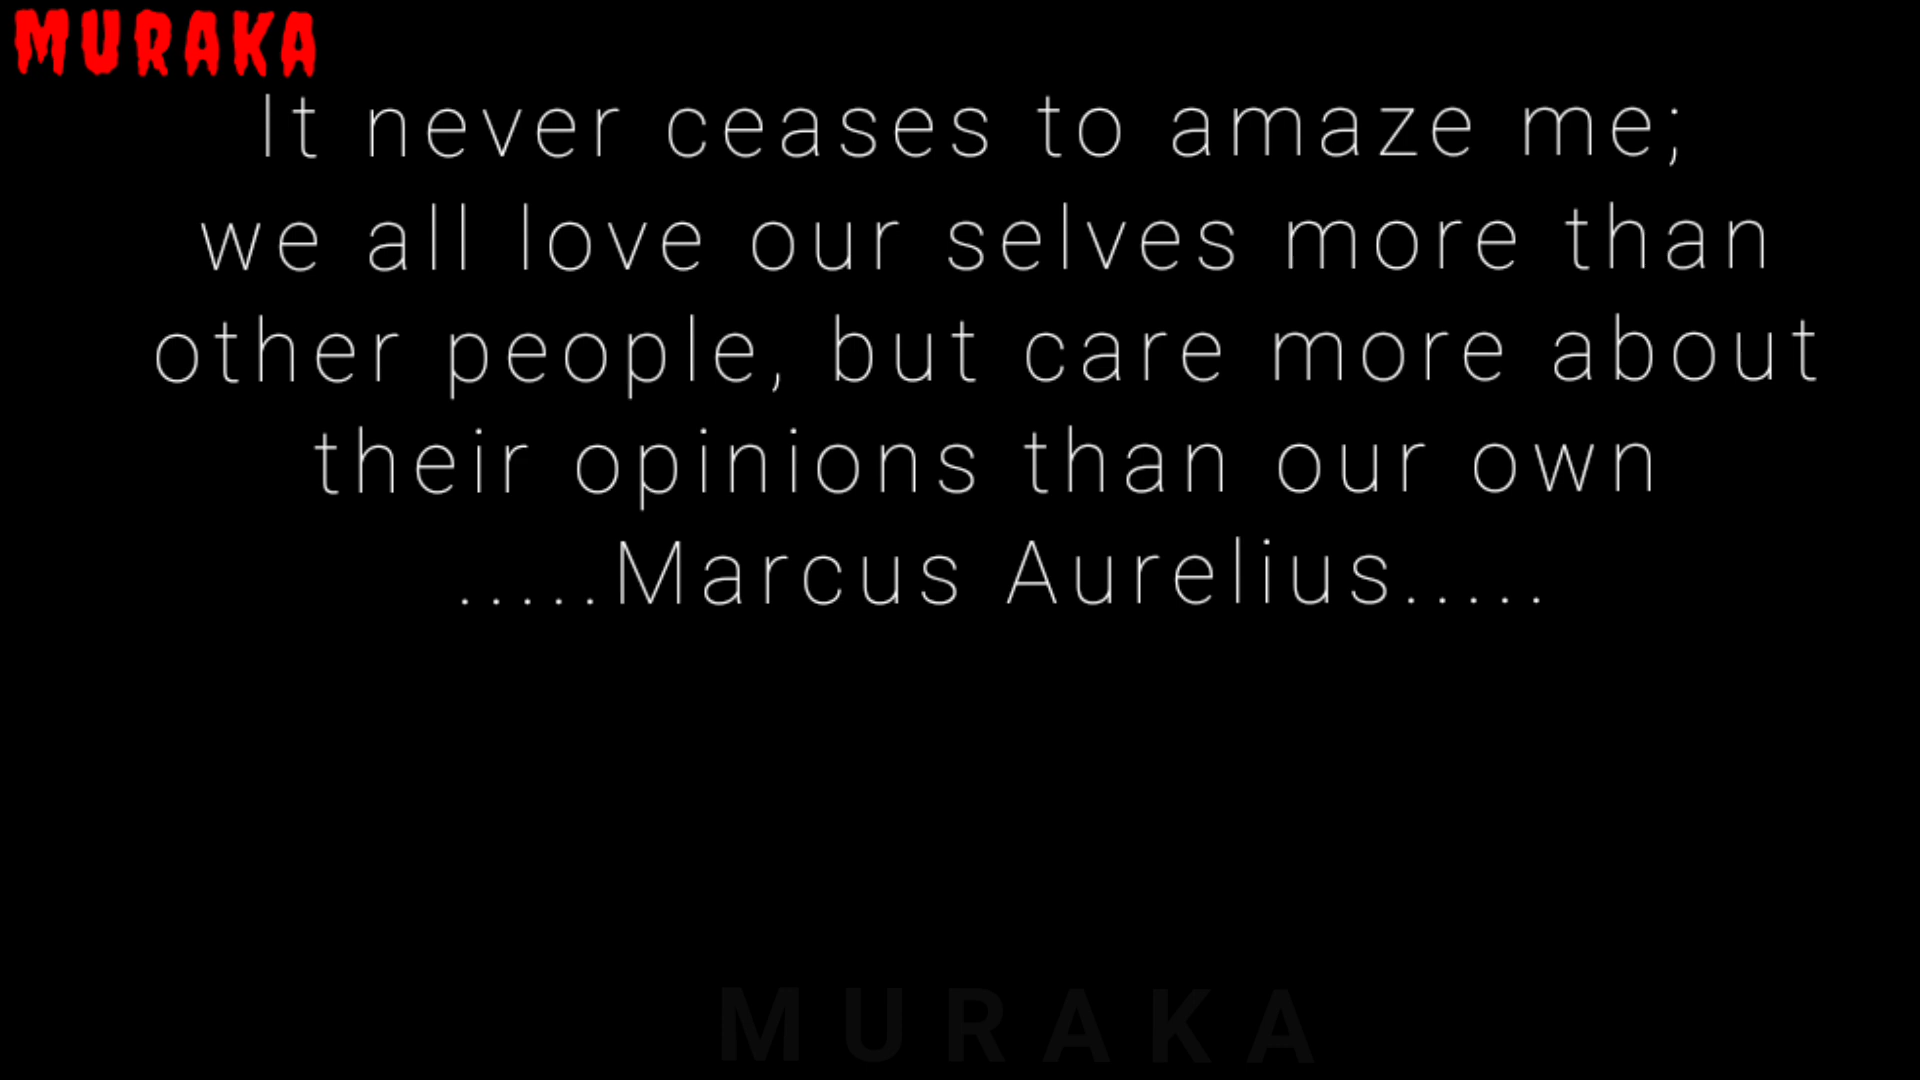 MURAKA
It never ceases to amaze me;
we all love our selves more than
other people, but care more about
their opinions than our own
.....Marcus Aurelius.....
MURAKA